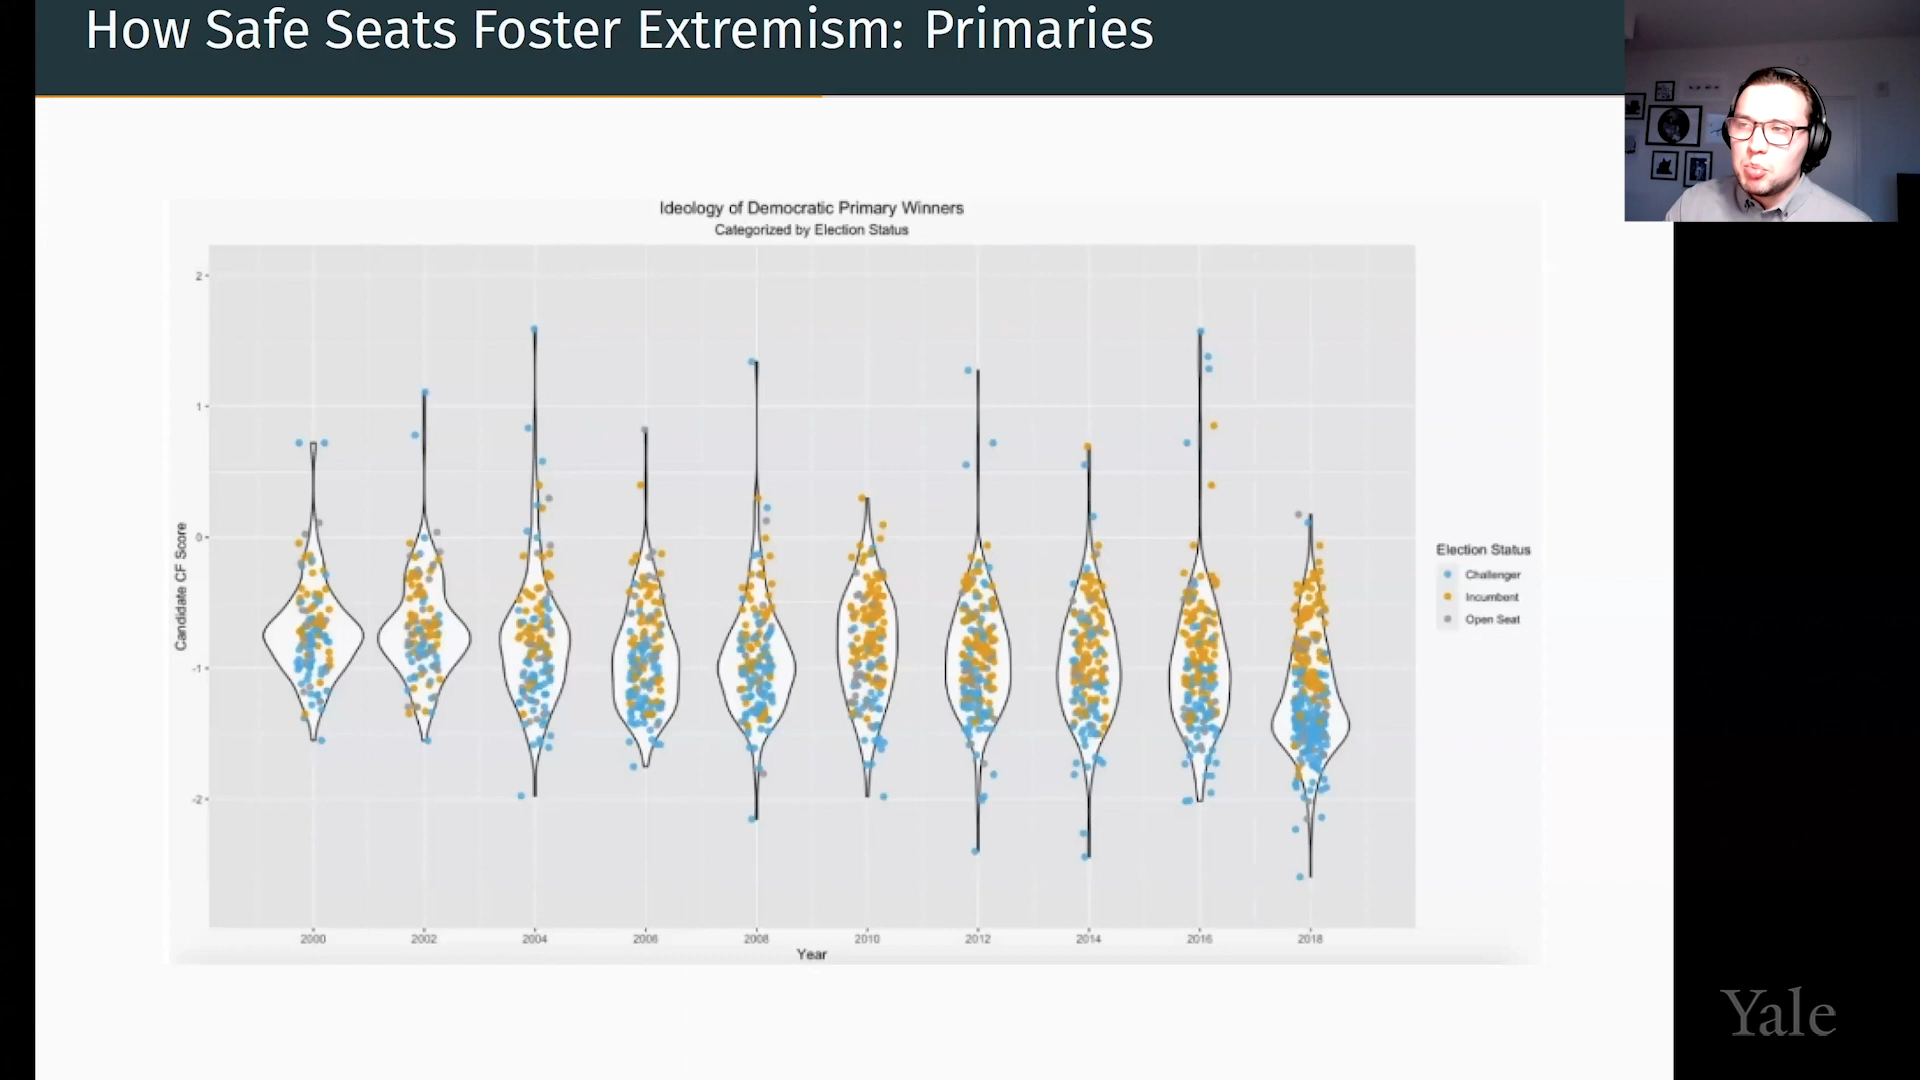 How Safe Seats Foster Extremism: Primaries
Ideology of Democratic Primary Winners
Categorized by Election Status
Candidate CF Score
2
1
0
-1
-2
2000
2002
2004
2006
2008
2010
2012
2014
2016
2018
Year
Election Status
Challenger
Incumbent
Open Seat
Yale